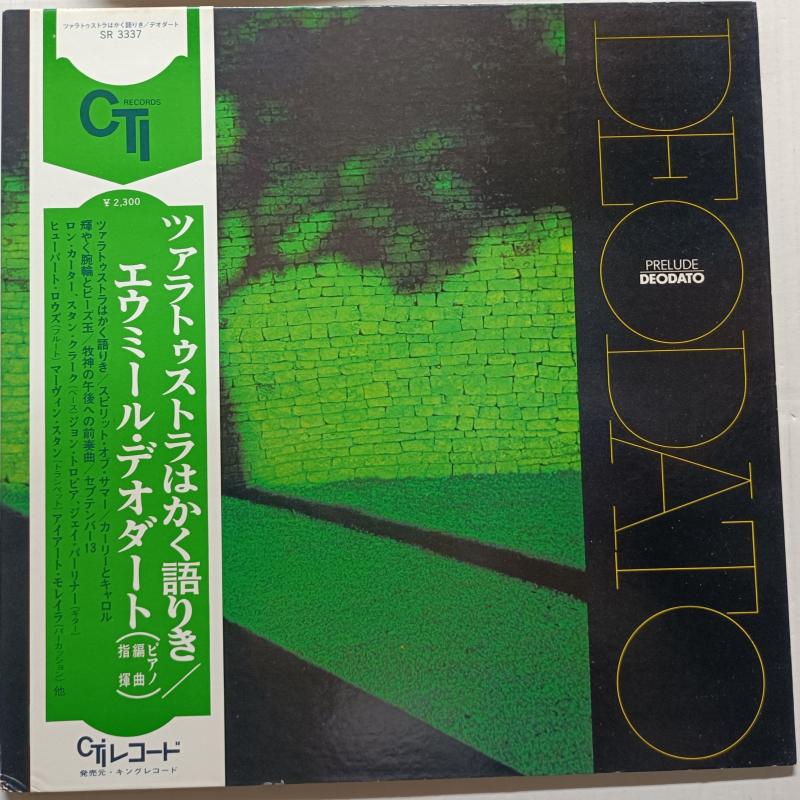 ツァラトゥストラはかく語りき/デオダート
SR 3337
CTI RECORDS
¥2,300
ツァラトゥストラはかく語りき/
エウミール・デオダート(ピアノ 編曲 指揮)
ツァラトゥストラはかく語りき/スピリット・オブ・サマー/カーリーとキャロル
輝やく腕輪とビーズ玉/牧神の午後への前奏曲/セプテンバー13
ロン・カーター、スタン・クラーク(ベース)ジョン・トロピア、ジェイ・バーリナー(ギター)
ヒューバート・ロウズ(フルート)マーヴィン・スタン(トランペット)アイアート・モレイラ(パーカッション)他
CTIレコード
発売元・キングレコード
DEODATO
PRELUDE
DEODATO